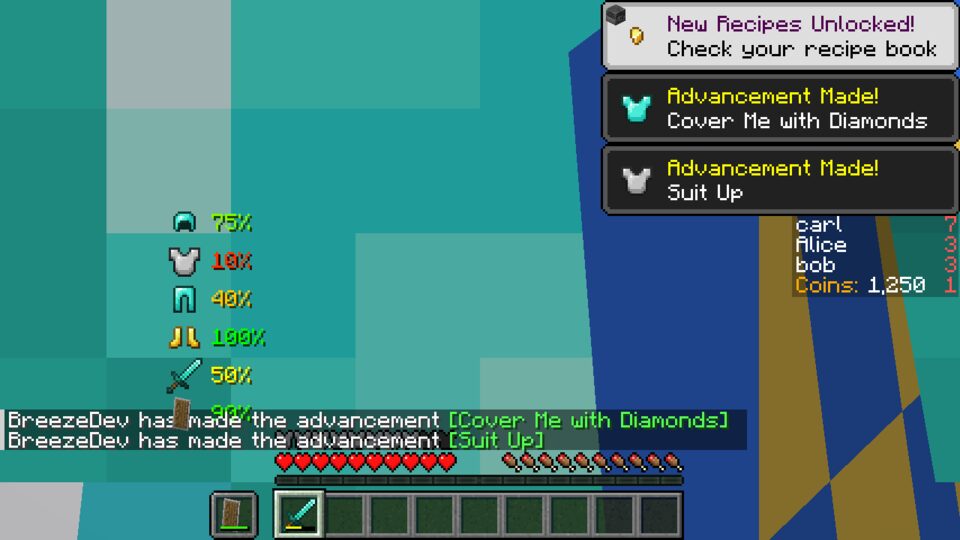 New Recipes Unlocked!
Check your recipe book
Advancement Made!
Cover Me with Diamonds
Advancement Made!
Suit Up
carl 7
Alice 3
bob 3
Coins: 1,250 1
75%
10%
40%
100%
50%
90%
BreezeDev has made the advancement [Cover Me with Diamonds]
BreezeDev has made the advancement [Suit Up]